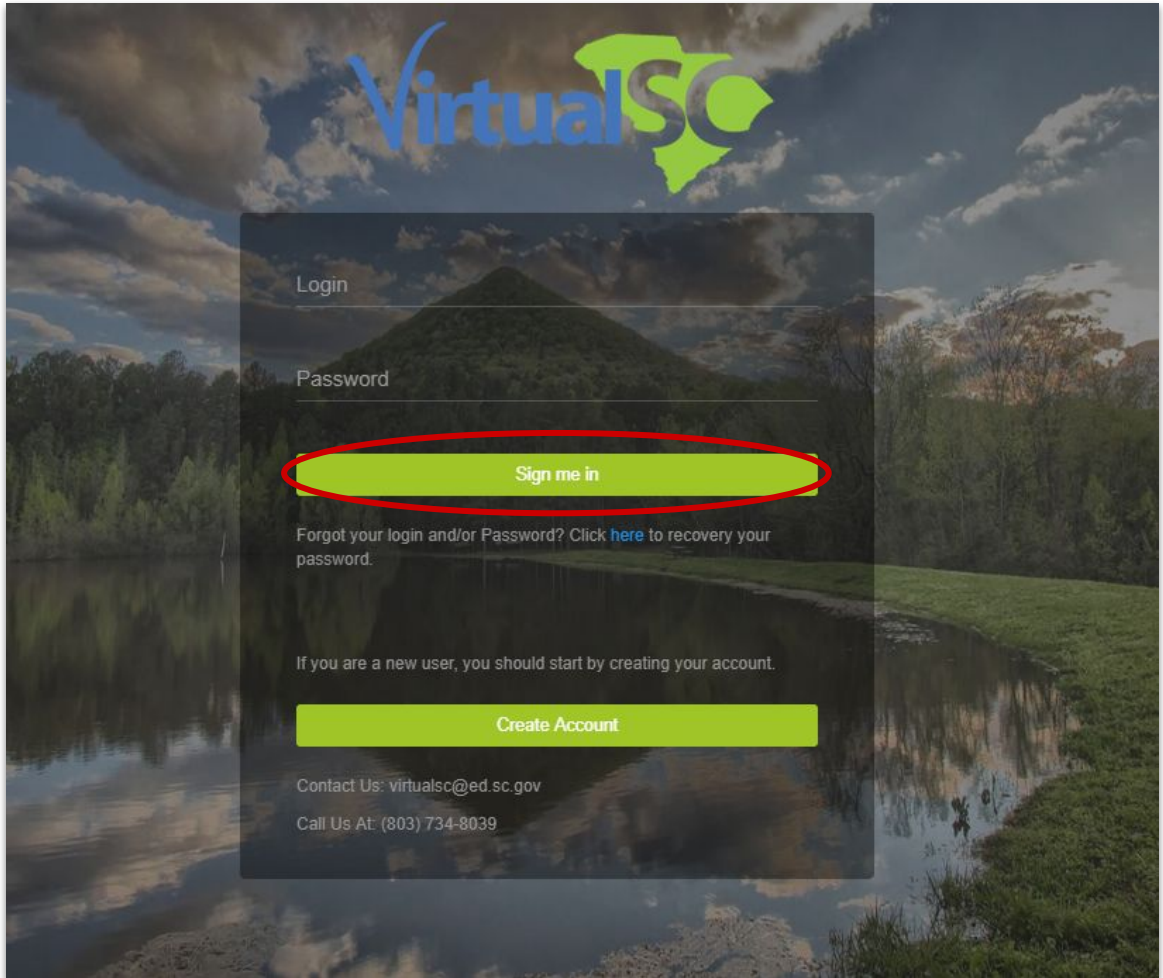 VirtualSC
Login
Password
Sign me in
Forgot your login and/or Password? Click here to recovery your
password.
If you are a new user, you should start by creating your account.
Create Account
Contact Us: virtualsc@ed.sc.gov
Call Us At: (803) 734-8039